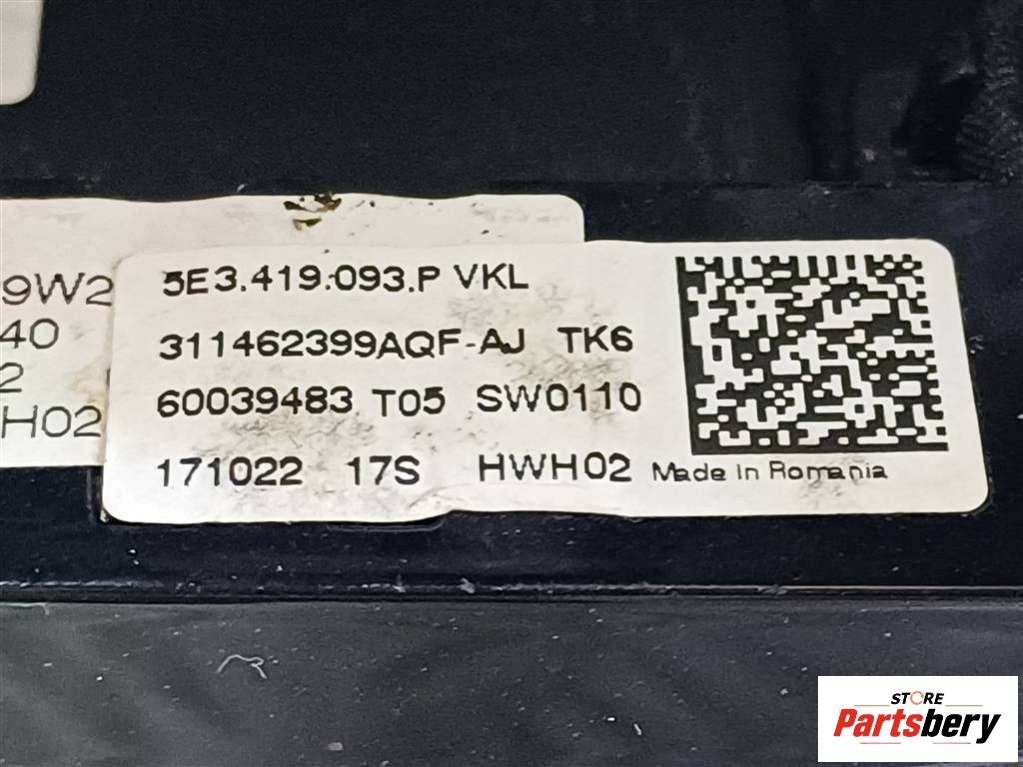 9W2
40
2
H02
5E3.419.093.P VKL
311462399AQF-AJ TK6
60039483 T05 SW0110
171022 17S HWH02 Made In Romania
STORE
Partsbery